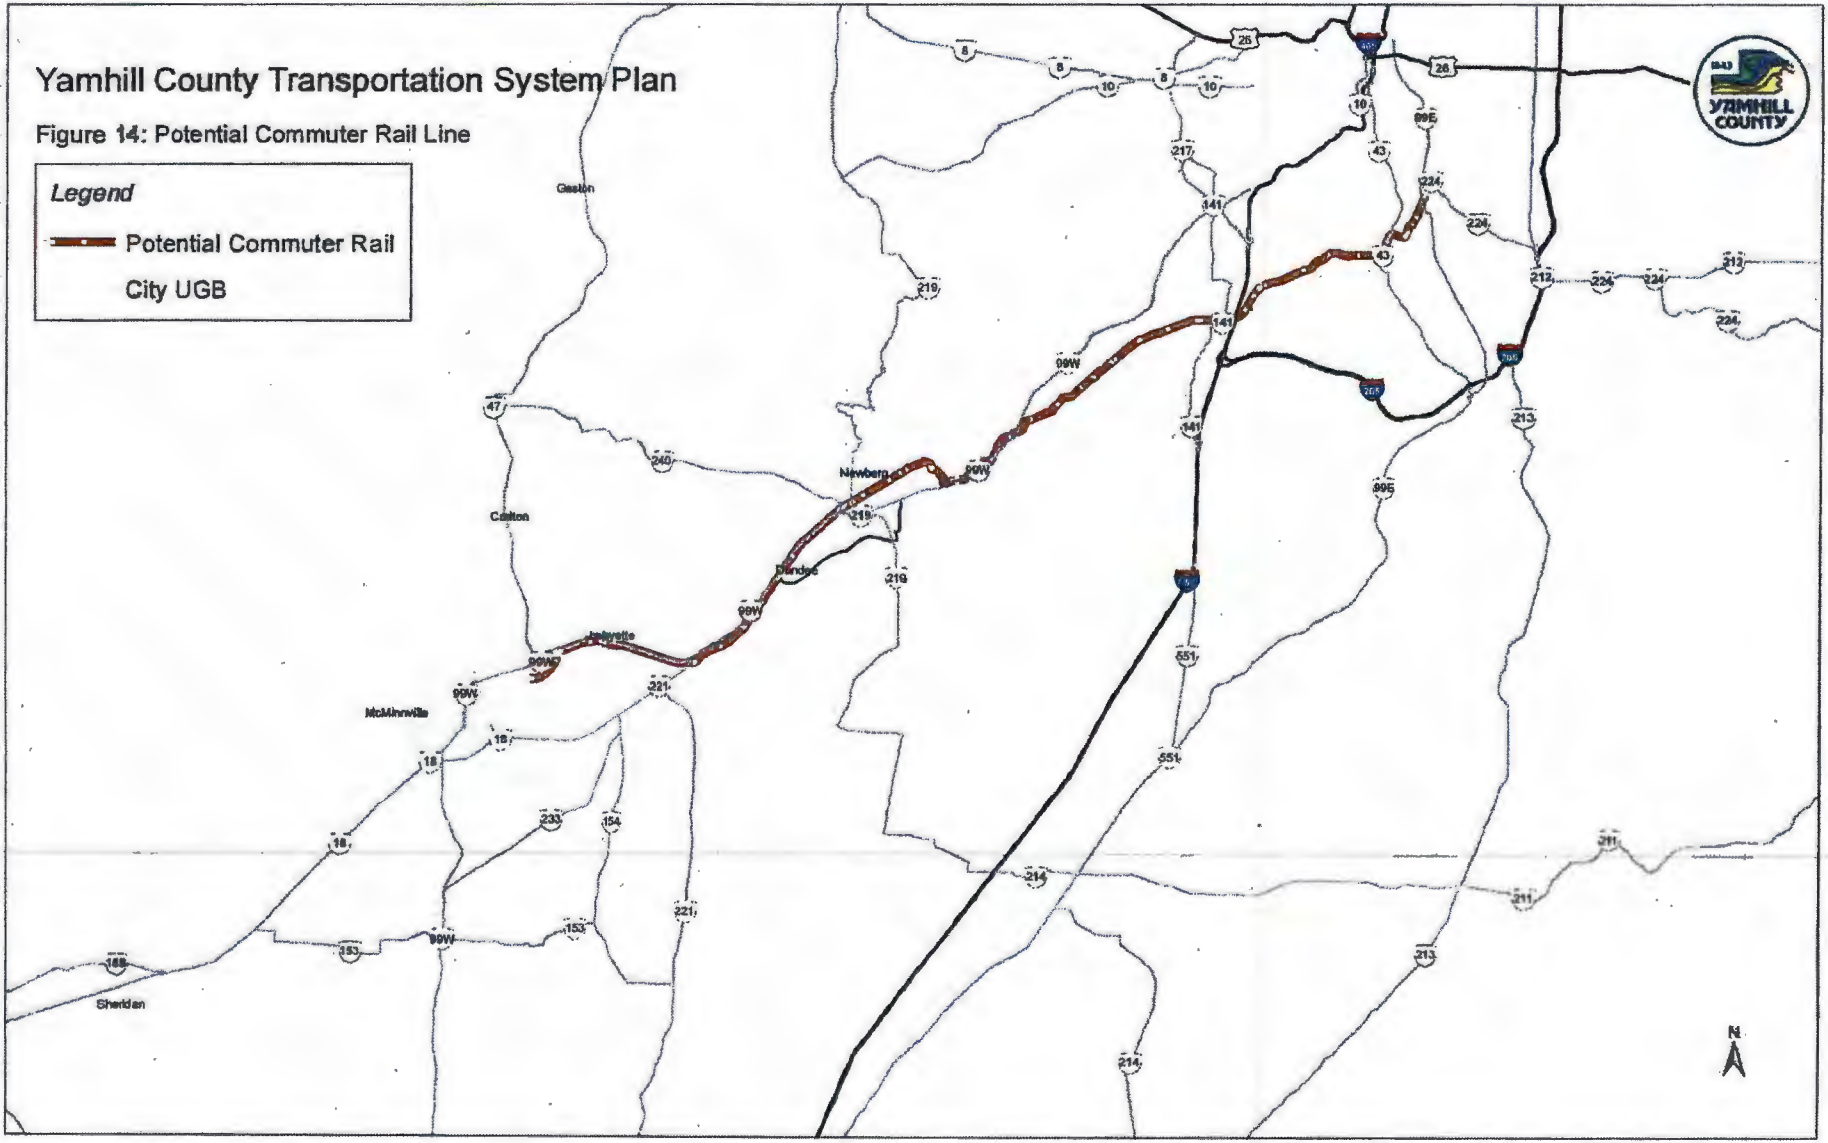 Yamhill County Transportation System Plan
Figure 14: Potential Commuter Rail Line
Legend
Potential Commuter Rail
City UGB
1843
YAMHILL
COUNTY
26
26
8
8
8
10
10
10
99E
217
43
224
141
224
43
Gaston
219
212
224
224
212
224
141
99W
205
205
47
141
213
240
Newberg
99W
99E
219
Carlton
Dundee
219
5
99W
Lafayette
99W
551
221
99W
McMinnville
18
18
551
233
154
18
211
214
211
221
153
99W
153
213
Sheridan
214
N